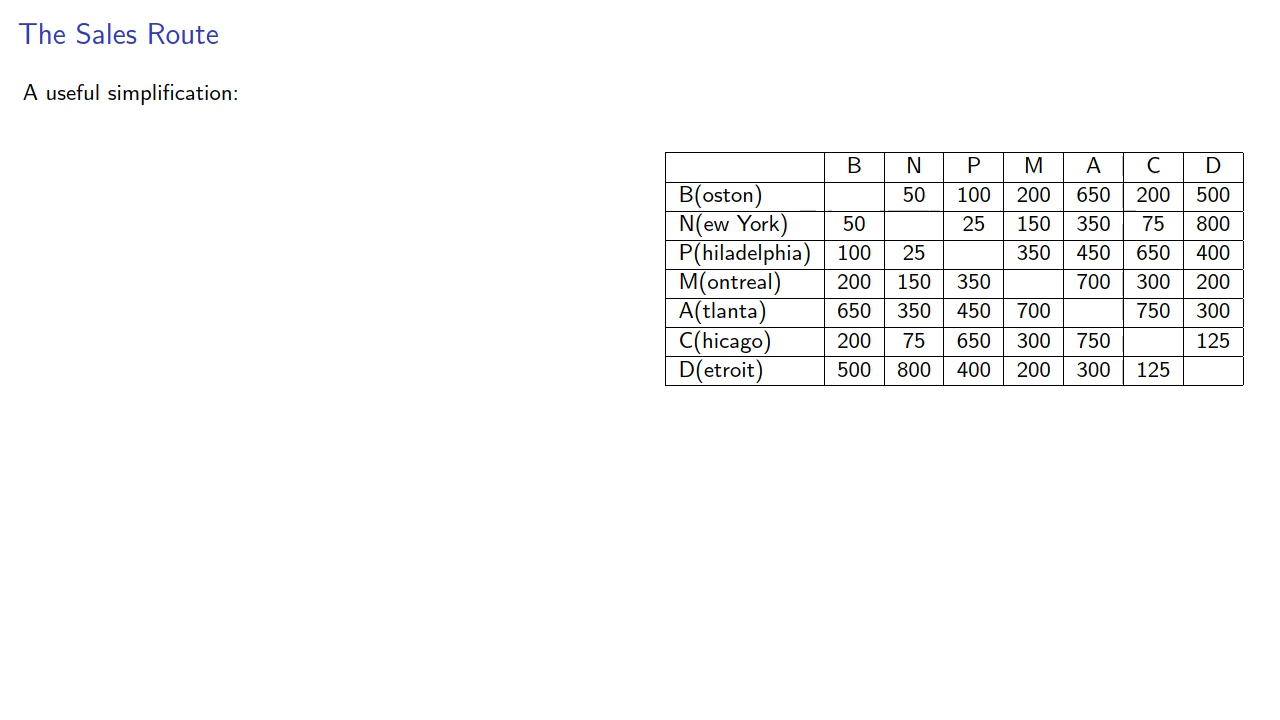 The Sales Route
A useful simplification:
B N P M A C D
B(oston) 50 100 200 650 200 500
N(ew York) 50 25 150 350 75 800
P(hiladelphia) 100 25 350 450 650 400
M(ontreal) 200 150 350 700 300 200
A(tlanta) 650 350 450 700 750 300
C(hicago) 200 75 650 300 750 125
D(etroit) 500 800 400 200 300 125